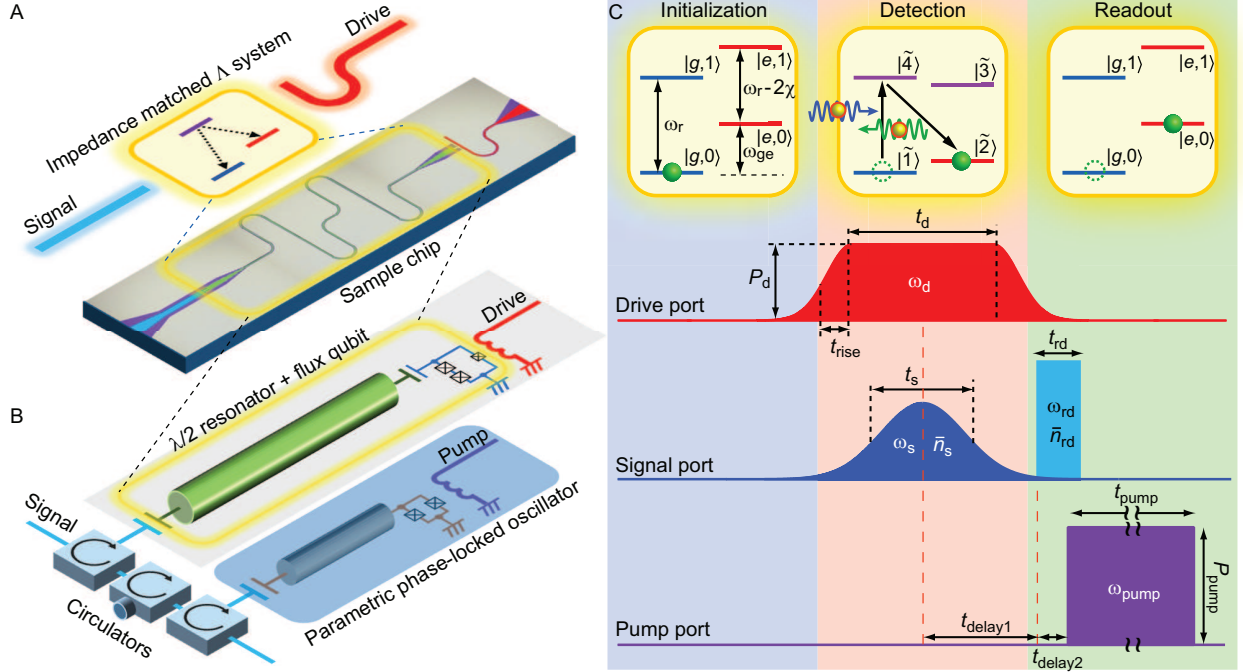 A
Impedance matched Λ system
Drive
Signal
Sample chip
B
λ/2 resonator + flux qubit
Drive
Pump
Signal
Circulators
Parametric phase-locked oscillator
C
Initialization
Detection
Readout
|g,1⟩
|e,1⟩
ωr
ωr - 2χ
|e,0⟩
|g,0⟩
ωge
|4̃⟩
|3̃⟩
|1̃⟩
|2̃⟩
|g,1⟩
|e,1⟩
|e,0⟩
|g,0⟩
td
Pd
ωd
Drive port
trise
trd
ts
ωs n̄s
ωrd
n̄rd
Signal port
tpump
Ppump
ωpump
tdelay1
Pump port
tdelay2